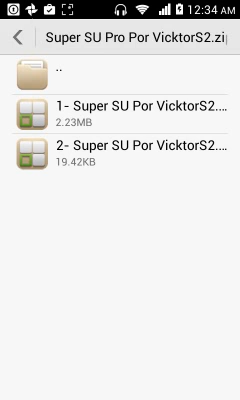 12:34 AM
Super SU Pro Por VicktorS2.zi
..
1- Super SU Por VicktorS2....
2.23MB
2- Super SU Por VicktorS2....
19.42KB